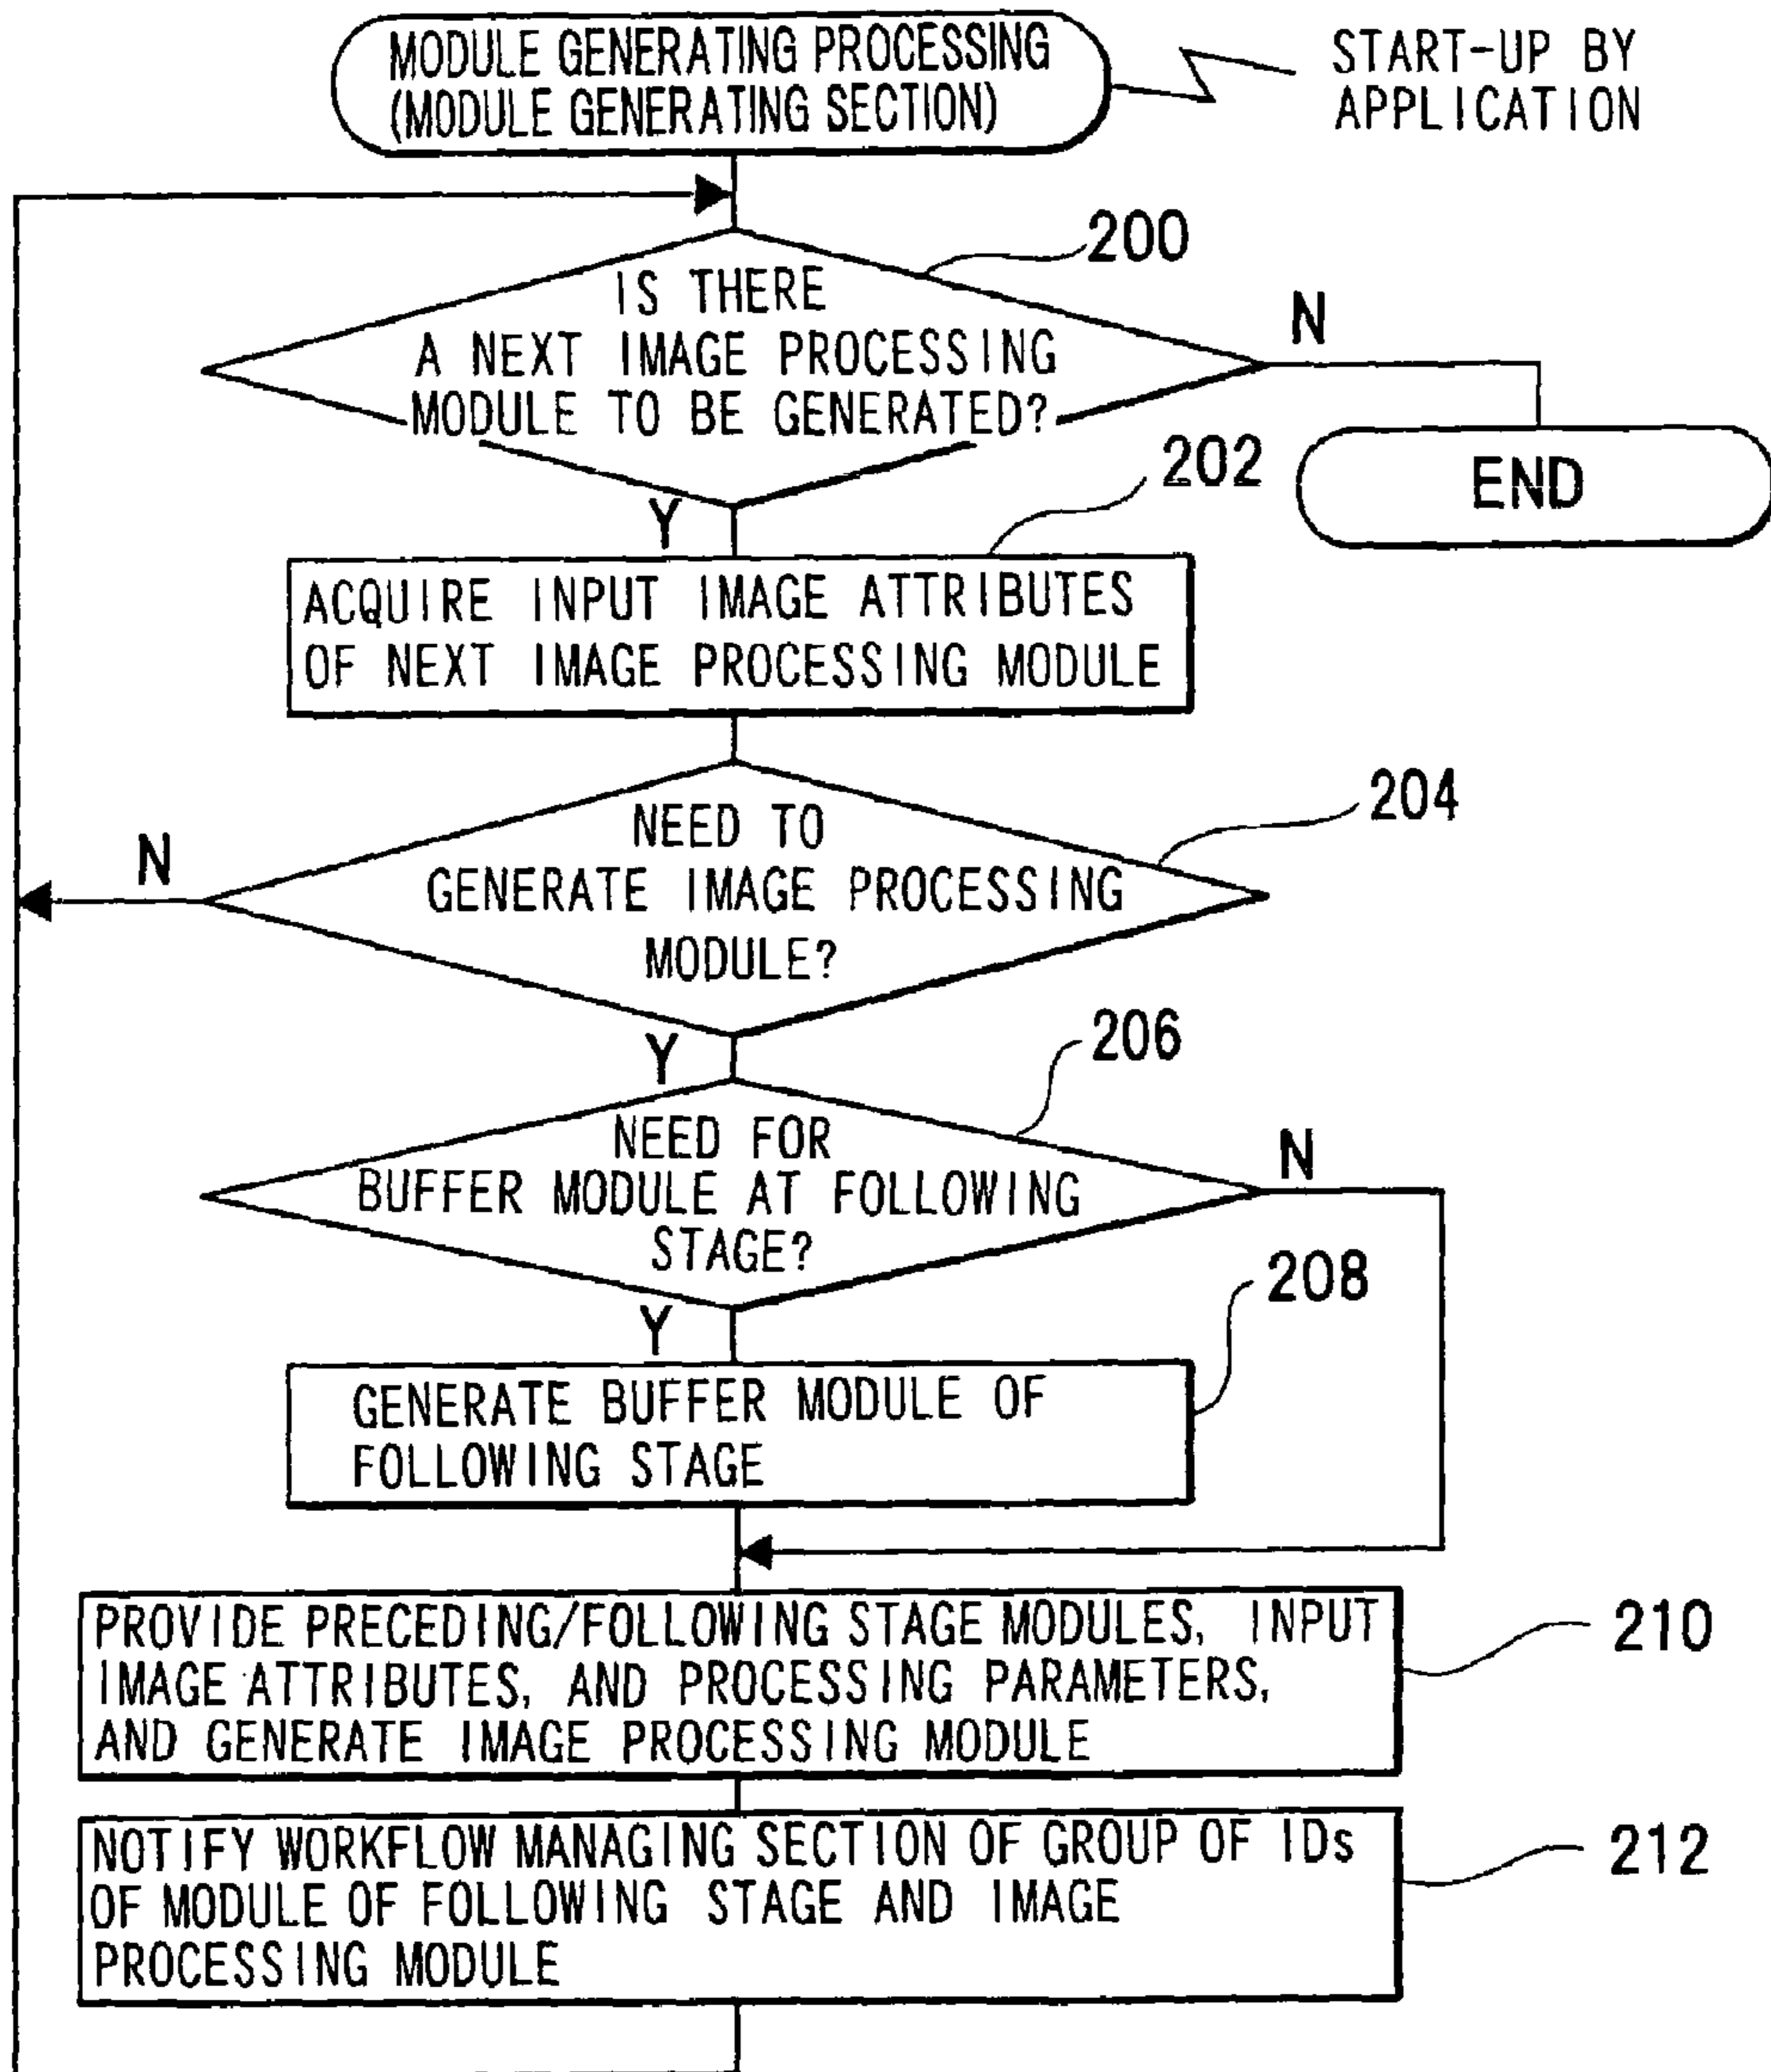 MODULE GENERATING PROCESSING
(MODULE GENERATING SECTION)
START-UP BY
APPLICATION
200
IS THERE
A NEXT IMAGE PROCESSING
MODULE TO BE GENERATED?
N
END
Y
202
ACQUIRE INPUT IMAGE ATTRIBUTES
OF NEXT IMAGE PROCESSING MODULE
204
NEED TO
GENERATE IMAGE PROCESSING
MODULE?
N
Y
206
NEED FOR
BUFFER MODULE AT FOLLOWING
STAGE?
N
Y
208
GENERATE BUFFER MODULE OF
FOLLOWING STAGE
PROVIDE PRECEDING/FOLLOWING STAGE MODULES, INPUT
IMAGE ATTRIBUTES, AND PROCESSING PARAMETERS,
AND GENERATE IMAGE PROCESSING MODULE
210
NOTIFY WORKFLOW MANAGING SECTION OF GROUP OF IDs
OF MODULE OF FOLLOWING STAGE AND IMAGE
PROCESSING MODULE
212